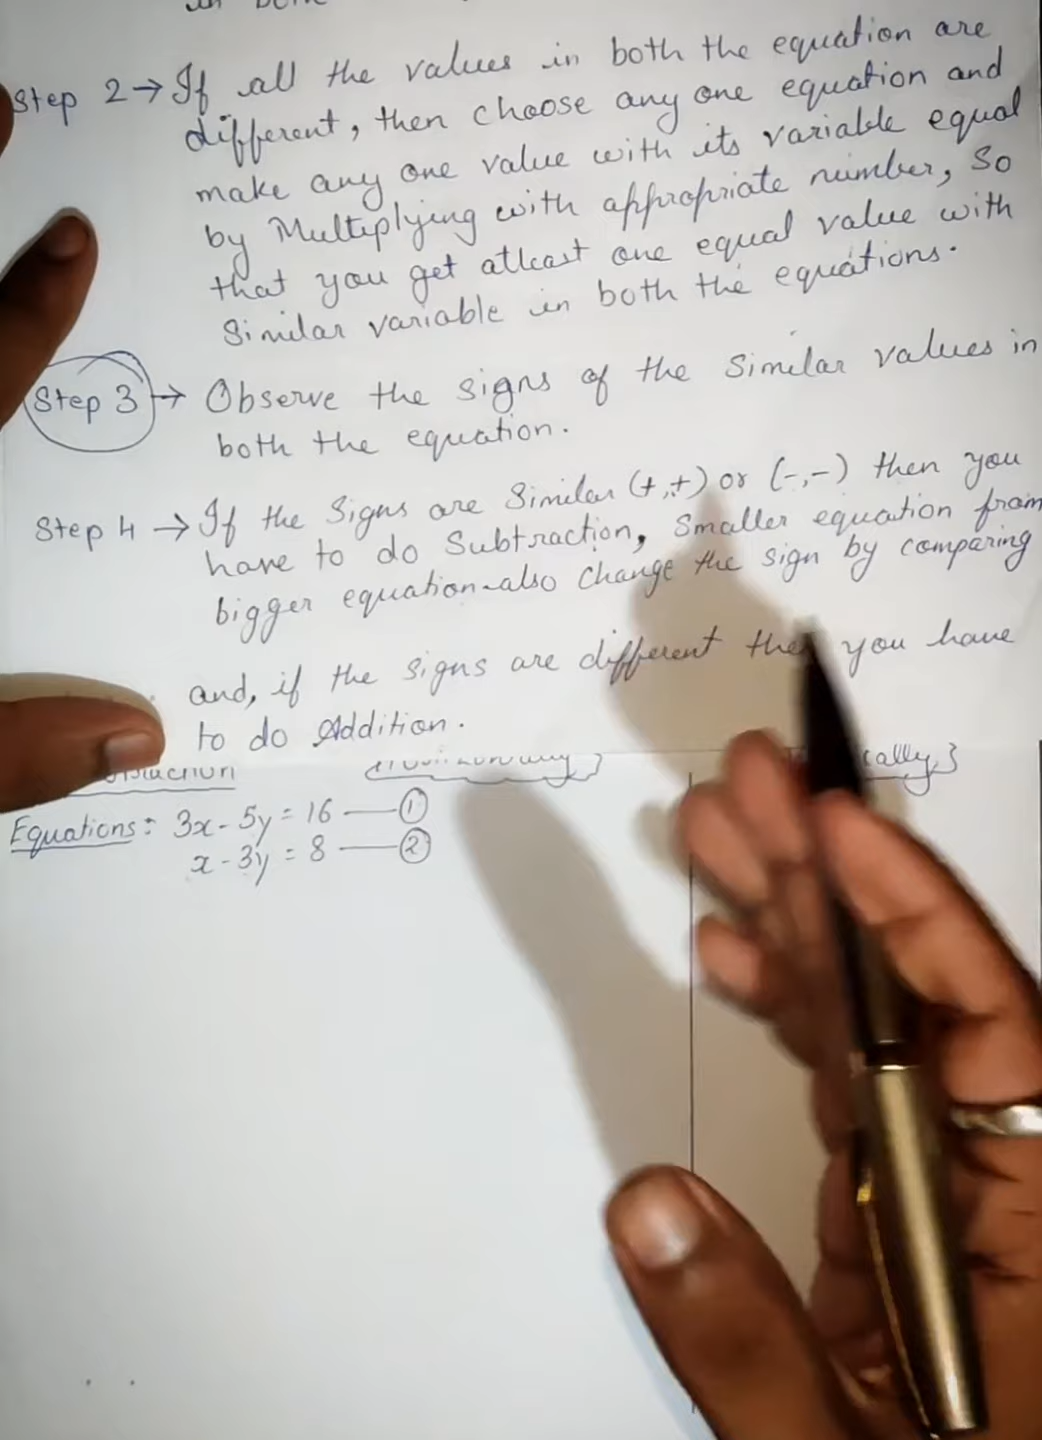 Step 2 → If all the values in both the equation are
different, then choose any one equation and
make any one value with its variable equal
by Multiplying with appropriate number, So
that you get atleast one equal value with
Similar variable in both the equations.
Step 3 → Observe the signs of the similar values in
both the equation.
Step 4 → If the Signs are Similar (+,+) or (-,-) then you
have to do Subtraction, Smaller equation from
bigger equation also change the sign by comparing
and, if the signs are different then you have
to do Addition.
Equations: 3x - 5y = 16 — ①
x - 3y = 8 — ②